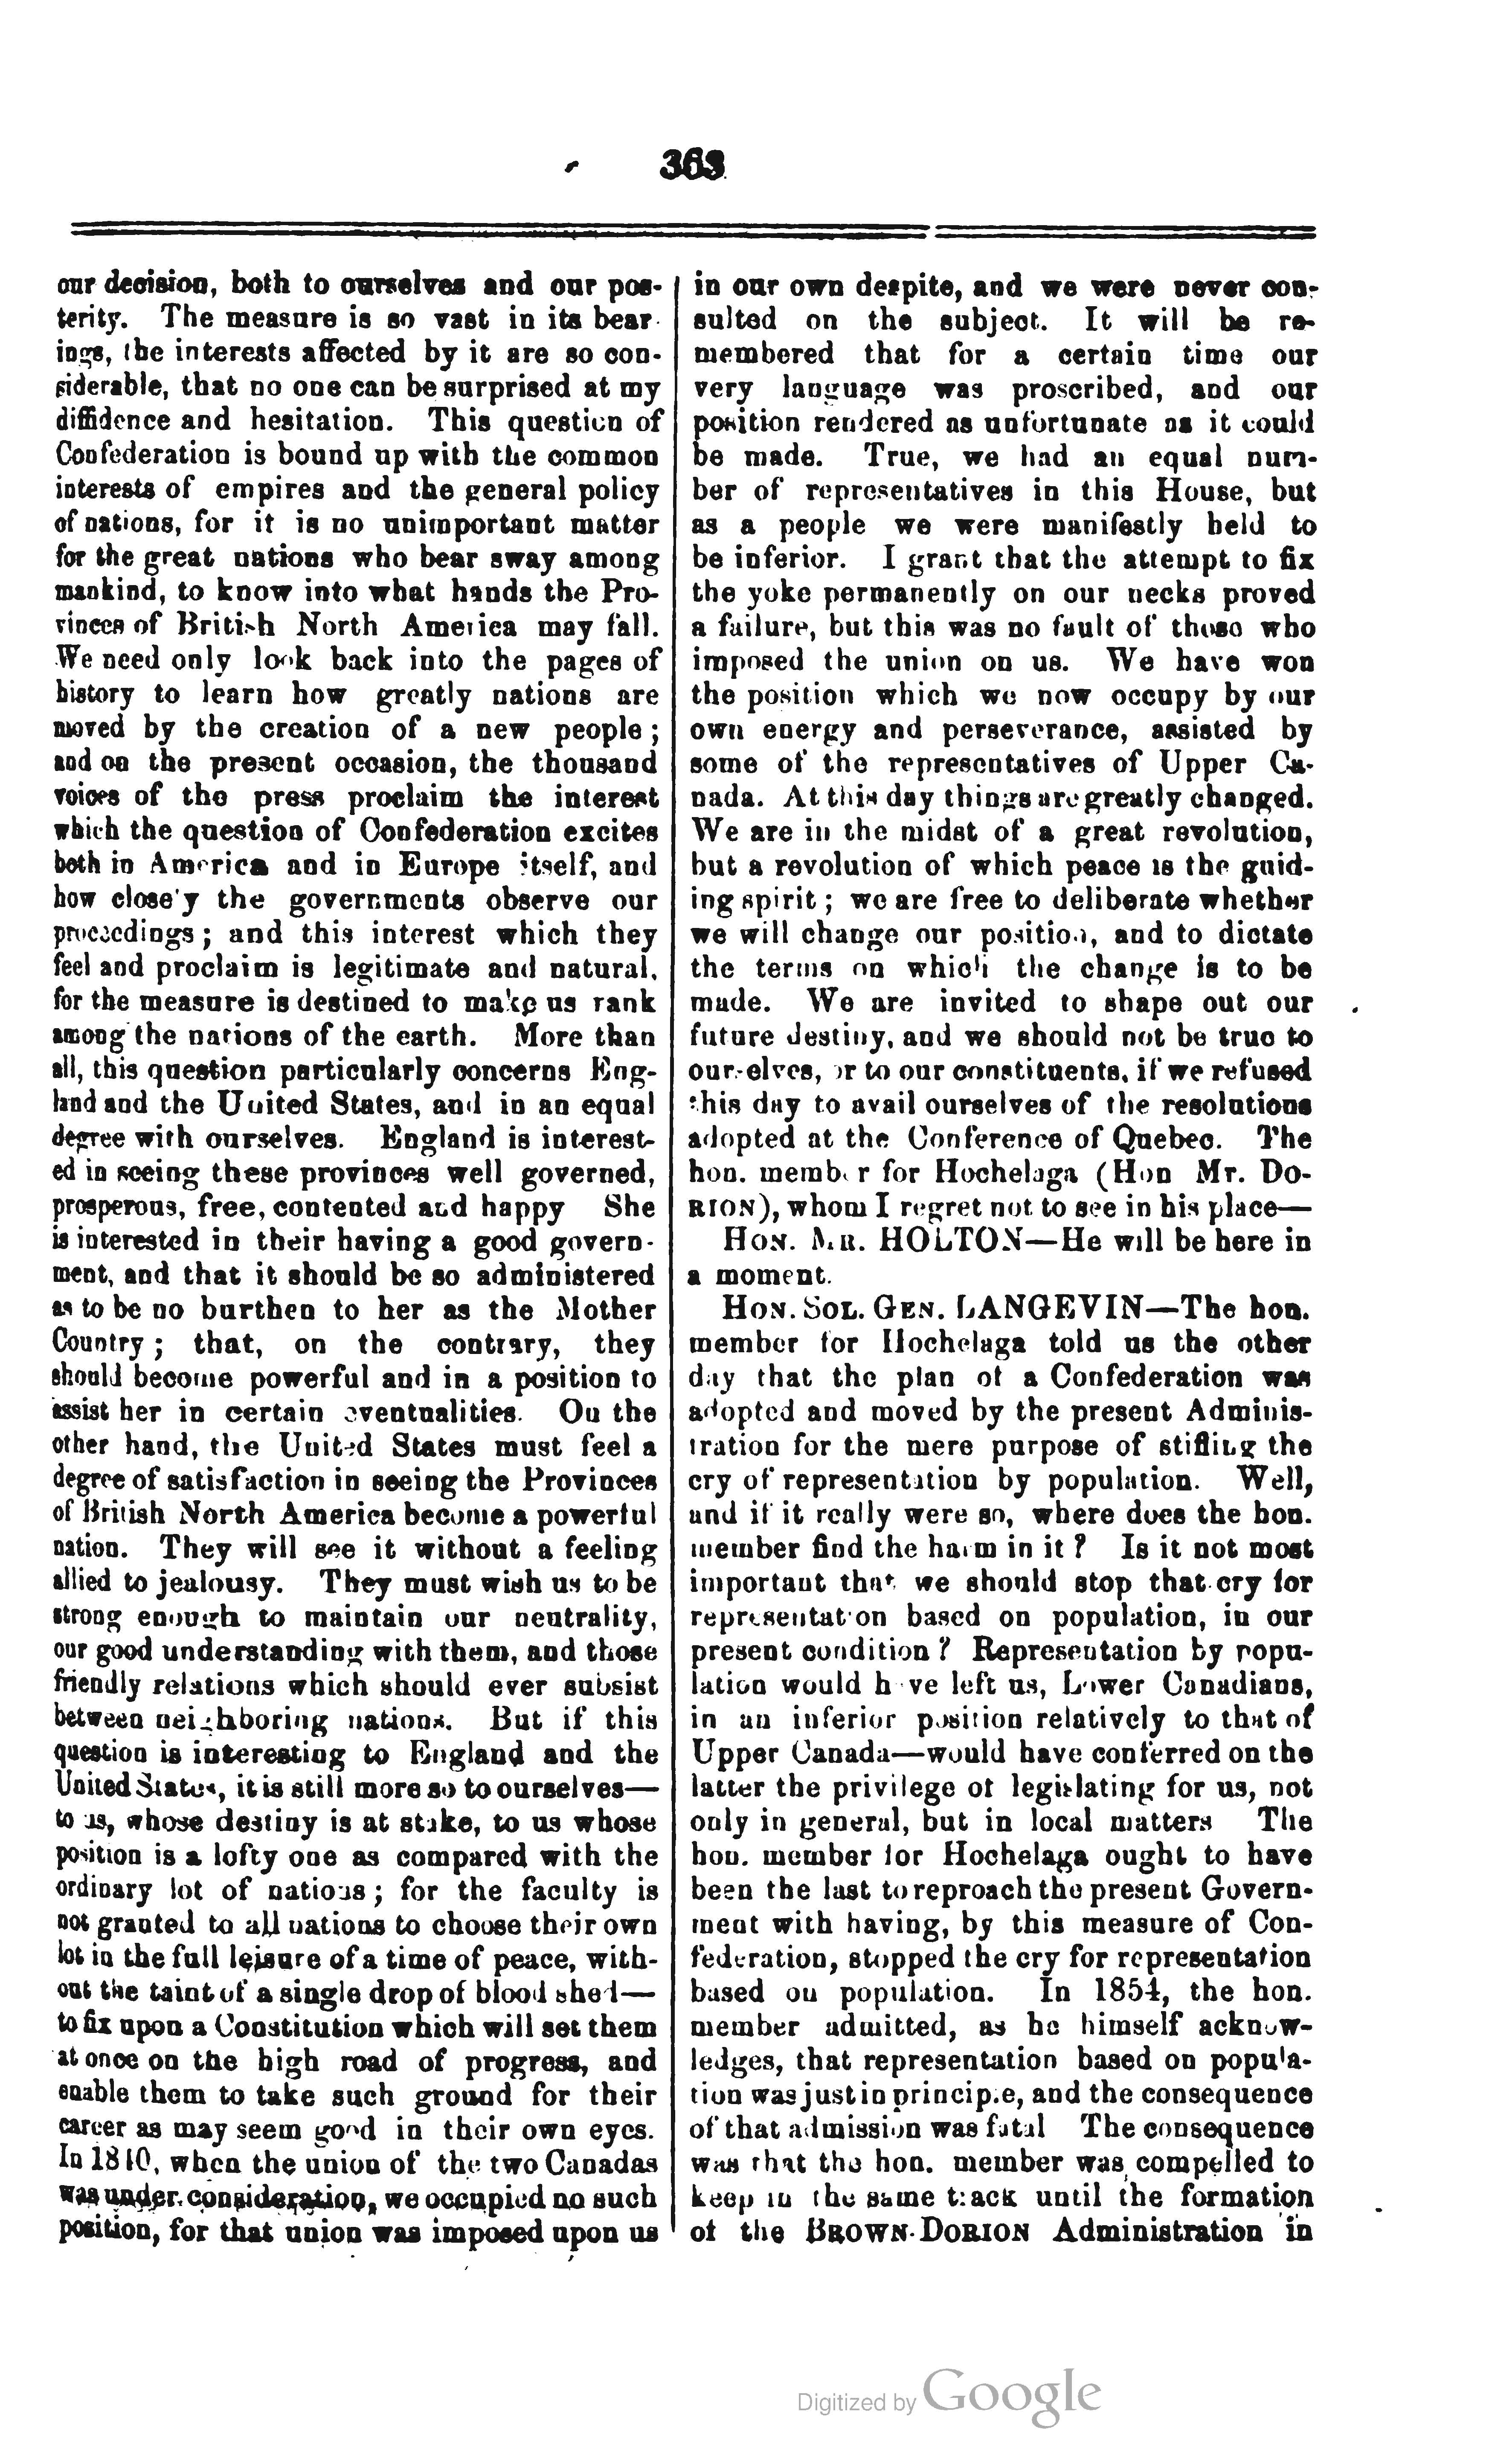 363
our decision, both to ourselves and our pos-
terity. The measure is so vast in its bear-
ings, the interests affected by it are so con-
siderable, that no one can be surprised at my
diffidence and hesitation. This question of
Confederation is bound up with the common
interests of empires and the general policy
of nations, for it is no unimportant matter
for the great nations who bear sway among
mankind, to know into what hands the Pro-
vinces of British North America may fall.
We need only look back into the pages of
history to learn how greatly nations are
moved by the creation of a new people;
and on the present occasion, the thousand
voices of the press proclaim the interest
which the question of Confederation excites
both in America and in Europe itself, and
how closely the governments observe our
proceedings; and this interest which they
feel and proclaim is legitimate and natural,
for the measure is destined to make us rank
among the nations of the earth. More than
all, this question particularly concerns Eng-
land and the United States, and in an equal
degree with ourselves. England is interest-
ed in seeing these provinces well governed,
prosperous, free, contented and happy She
is interested in their having a good govern-
ment, and that it should be so administered
as to be no burthen to her as the Mother
Country; that, on the contrary, they
should become powerful and in a position to
assist her in certain eventualities. On the
other hand, the United States must feel a
degree of satisfaction in seeing the Provinces
of British North America become a powerful
nation. They will see it without a feeling
allied to jealousy. They must wish us to be
strong enough to maintain our neutrality,
our good understanding with them, and those
friendly relations which should ever subsist
between neighboring nations. But if this
question is interesting to England and the
United States, it is still more so to ourselves—
to us, whose destiny is at stake, to us whose
position is a lofty one as compared with the
ordinary lot of nations; for the faculty is
not granted to all nations to choose their own
lot in the full leisure of a time of peace, with-
out the taint of a single drop of blood shed—
to fix upon a Constitution which will set them
at once on the high road of progress, and
enable them to take such ground for their
career as may seem good in their own eyes.
In 1840, when the union of the two Canadas
was under consideration, we occupied no such
position, for that union was imposed upon us
in our own despite, and we were never con-
sulted on the subject. It will be re-
membered that for a certain time our
very language was proscribed, and our
position rendered as unfortunate as it could
be made. True, we had an equal num-
ber of representatives in this House, but
as a people we were manifestly held to
be inferior. I grant that the attempt to fix
the yoke permanently on our necks proved
a failure, but this was no fault of those who
imposed the union on us. We have won
the position which we now occupy by our
own energy and perseverance, assisted by
some of the representatives of Upper Ca-
nada. At this day things are greatly changed.
We are in the midst of a great revolution,
but a revolution of which peace is the guid-
ing spirit; we are free to deliberate whether
we will change our position, and to dictate
the terms on which the change is to be
made. We are invited to shape out our
future destiny, and we should not be true to
ourselves, or to our constituents, if we refused
this day to avail ourselves of the resolutions
adopted at the Conference of Quebec. The
hon. member for Hochelaga (Hon Mr. DO-
RION), whom I regret not to see in his place—
HON. MR. HOLTON—He will be here in
a moment.
HON. SOL. GEN. LANGEVIN—The hon.
member for Hochelaga told us the other
day that the plan of a Confederation was
adopted and moved by the present Adminis-
tration for the mere purpose of stifling the
cry of representation by population. Well,
and if it really were so, where does the hon.
member find the harm in it? Is it not most
important that we should stop that cry for
representation based on population, in our
present condition? Representation by popu-
lation would have left us, Lower Canadians,
in an inferior position relatively to that of
Upper Canada—would have conferred on the
latter the privilege of legislating for us, not
only in general, but in local matters The
hon. member for Hochelaga ought to have
been the last to reproach the present Govern-
ment with having, by this measure of Con-
federation, stopped the cry for representation
based on population. In 1854, the hon.
member admitted, as he himself acknow-
ledges, that representation based on popula-
tion was just in principle, and the consequence
of that admission was fatal The consequence
was that the hon. member was compelled to
keep in the same track until the formation
of the BROWN-DORION Administration in
Digitized by Google